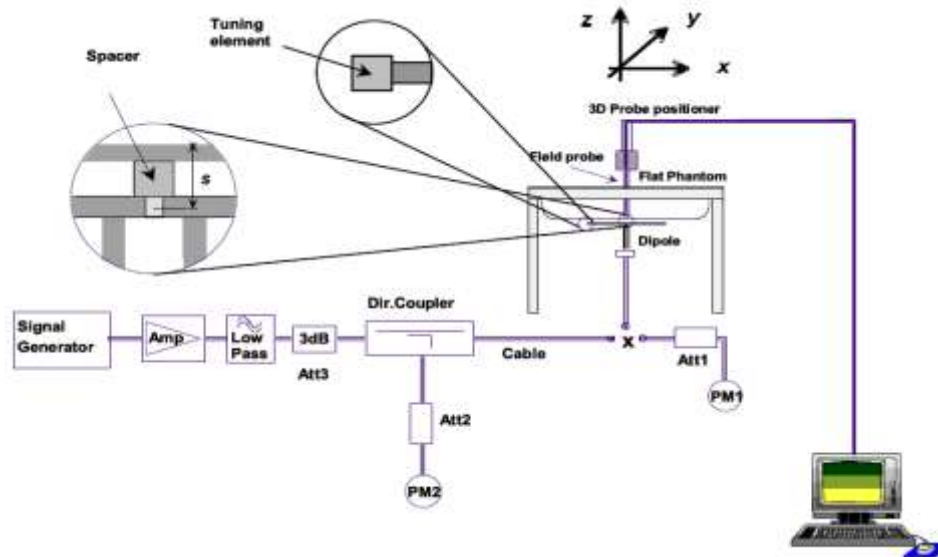 Tuning
element
Spacer
s
z
y
x
3D Probe positioner
Field probe
Flat Phantom
Dipole
Signal
Generator
Amp
Low
Pass
3dB
Att3
Dir.Coupler
Cable
x
Att1
PM1
Att2
PM2